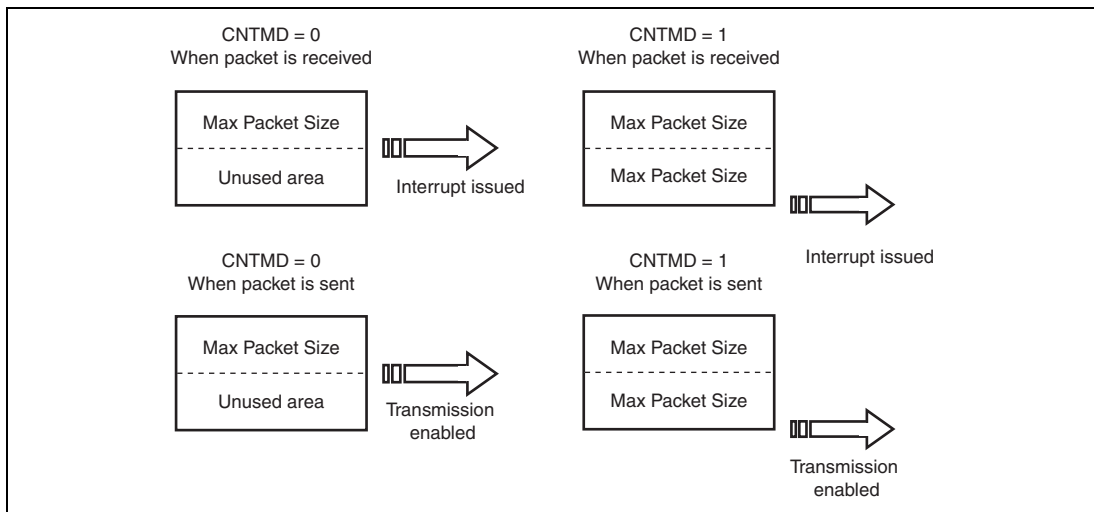 CNTMD = 0
When packet is received
Max Packet Size
Unused area
Interrupt issued
CNTMD = 1
When packet is received
Max Packet Size
Max Packet Size
Interrupt issued
CNTMD = 0
When packet is sent
Max Packet Size
Unused area
Transmission
enabled
CNTMD = 1
When packet is sent
Max Packet Size
Max Packet Size
Transmission
enabled